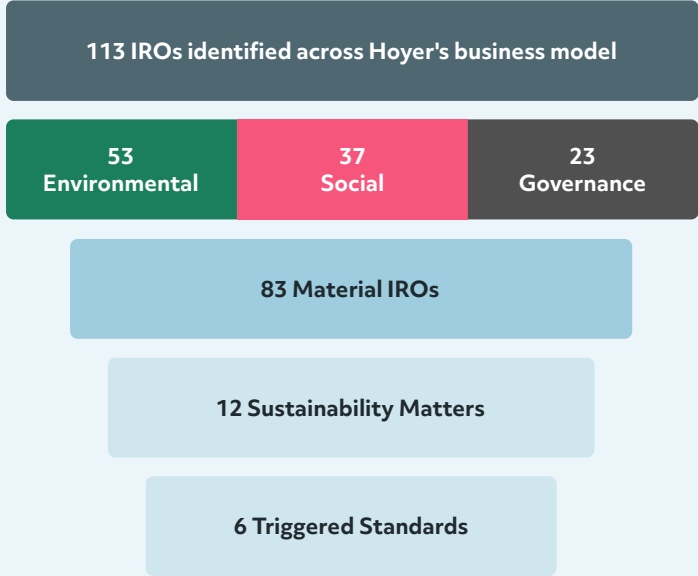 113 IROs identified across Hoyer's business model
53
Environmental
37
Social
23
Governance
83 Material IROs
12 Sustainability Matters
6 Triggered Standards